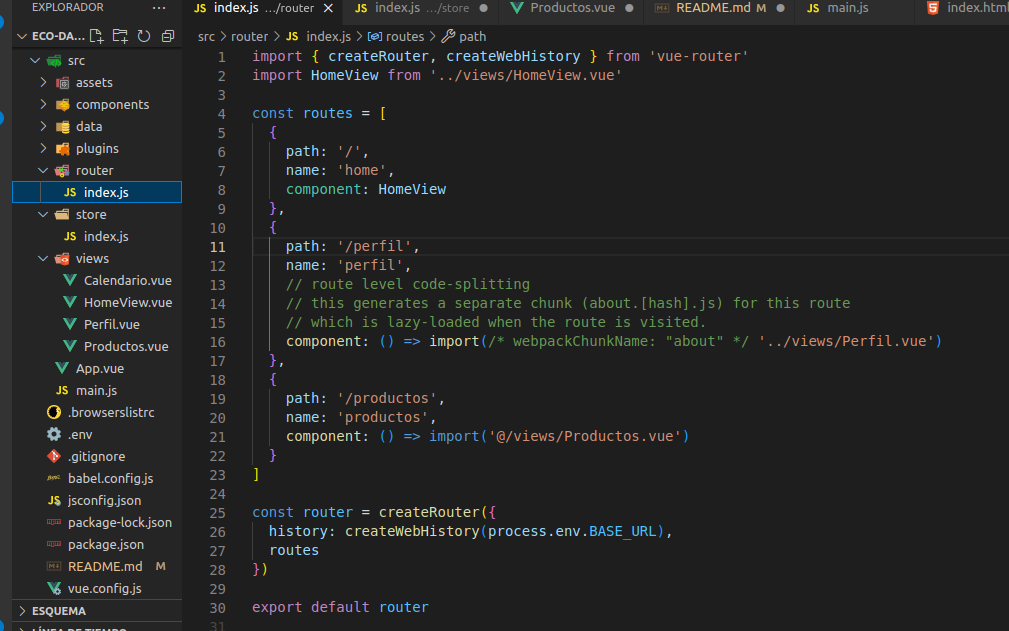 EXPLORADOR ...
ECO-DA...
src
assets
components
data
plugins
router
JS index.js
store
JS index.js
views
Calendario.vue
HomeView.vue
Perfil.vue
Productos.vue
App.vue
JS main.js
.browserslistrc
.env
.gitignore
babel.config.js
JS jsconfig.json
package-lock.json
package.json
README.md M
vue.config.js
ESQUEMA
LÍNEA DE TIEMPO
JS index.js .../router
JS index.js .../store
Productos.vue
README.md M
JS main.js
index.html
src > router > JS index.js > routes > path
1 import { createRouter, createWebHistory } from 'vue-router'
2 import HomeView from '../views/HomeView.vue'
3
4 const routes = [
5 {
6 path: '/',
7 name: 'home',
8 component: HomeView
9 },
10 {
11 path: '/perfil',
12 name: 'perfil',
13 // route level code-splitting
14 // this generates a separate chunk (about.[hash].js) for this route
15 // which is lazy-loaded when the route is visited.
16 component: () => import(/* webpackChunkName: "about" */ '../views/Perfil.vue')
17 },
18 {
19 path: '/productos',
20 name: 'productos',
21 component: () => import('@/views/Productos.vue')
22 }
23 ]
24
25 const router = createRouter({
26 history: createWebHistory(process.env.BASE_URL),
27 routes
28 })
29
30 export default router
31